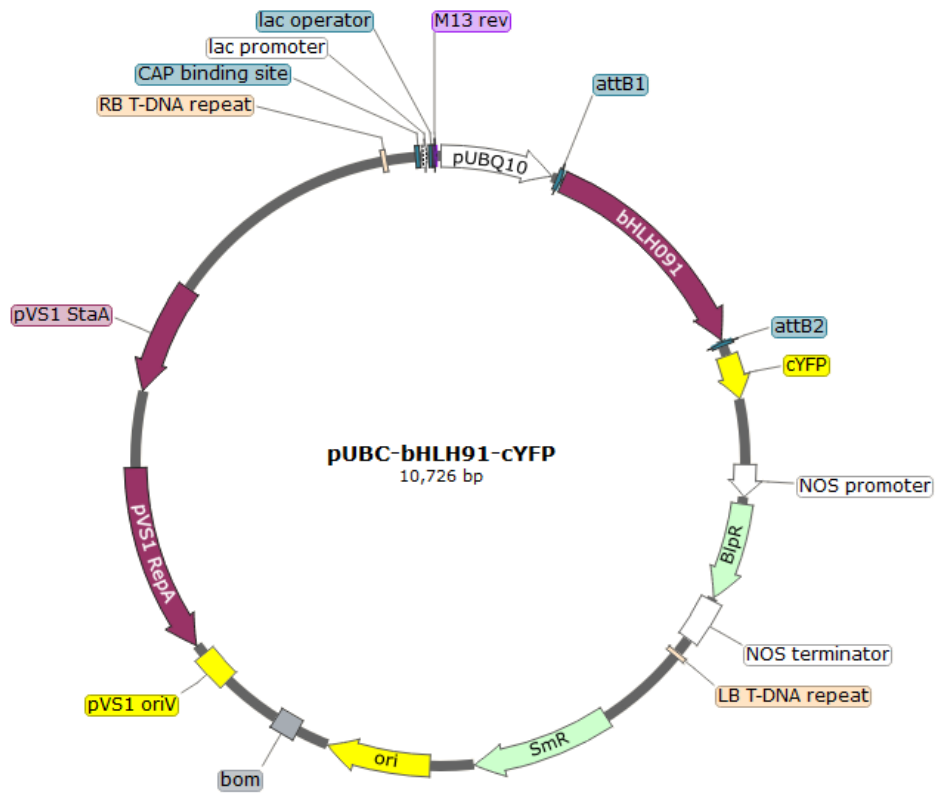 lac operator
M13 rev
lac promoter
CAP binding site
attB1
RB T-DNA repeat
pUBQ10
bHLH091
pVS1 StaA
attB2
cYFP
pUBC-bHLH91-cYFP
10,726 bp
NOS promoter
pVS1 RepA
BlpR
NOS terminator
LB T-DNA repeat
pVS1 oriV
SmR
ori
bom